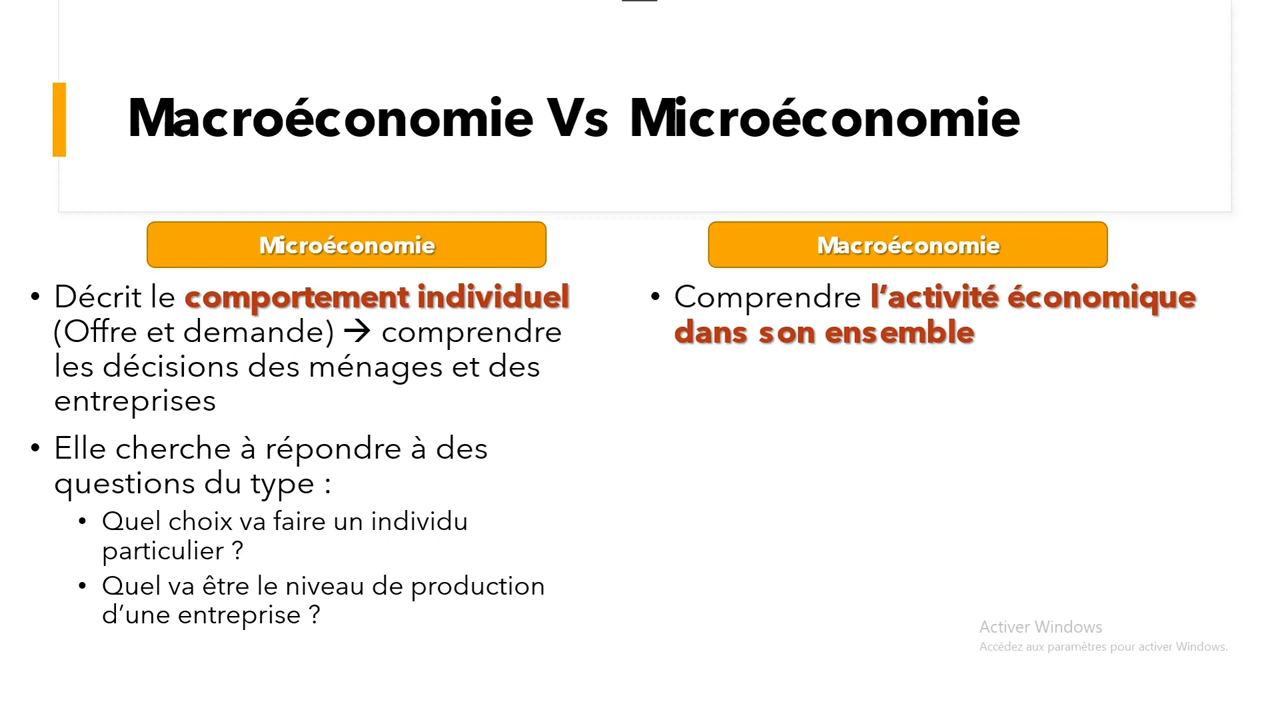 Macroéconomie Vs Microéconomie
Microéconomie
• Décrit le comportement individuel
(Offre et demande) → comprendre
les décisions des ménages et des
entreprises
• Elle cherche à répondre à des
questions du type :
• Quel choix va faire un individu
particulier ?
• Quel va être le niveau de production
d’une entreprise ?
Macroéconomie
• Comprendre l’activité économique
dans son ensemble
Activer Windows
Accédez aux paramètres pour activer Windows.